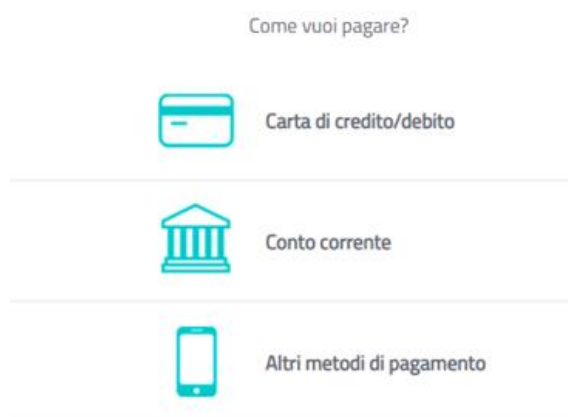 Come vuoi pagare?
Carta di credito/debito
Conto corrente
Altri metodi di pagamento